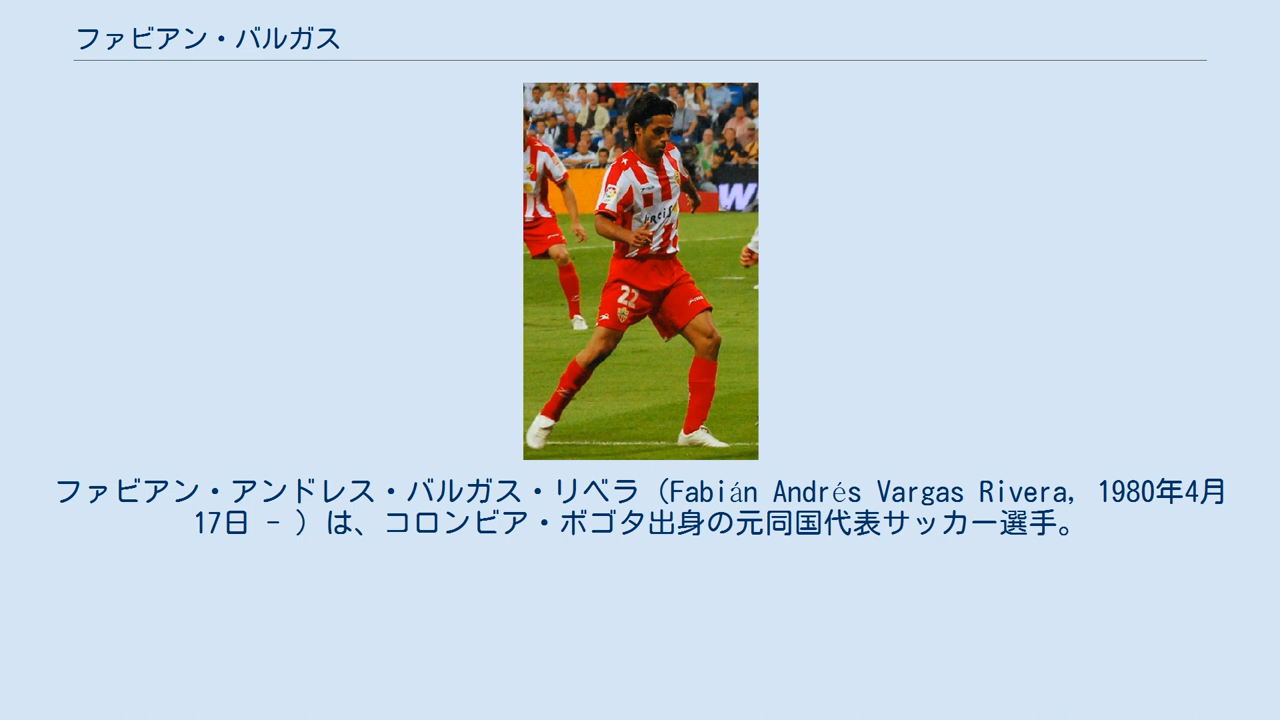 ファビアン・バルガス
W
22
ファビアン・アンドレス・バルガス・リベラ（Fabián Andrés Vargas Rivera, 1980年4月
17日 - ）は、コロンビア・ボゴタ出身の元同国代表サッカー選手。